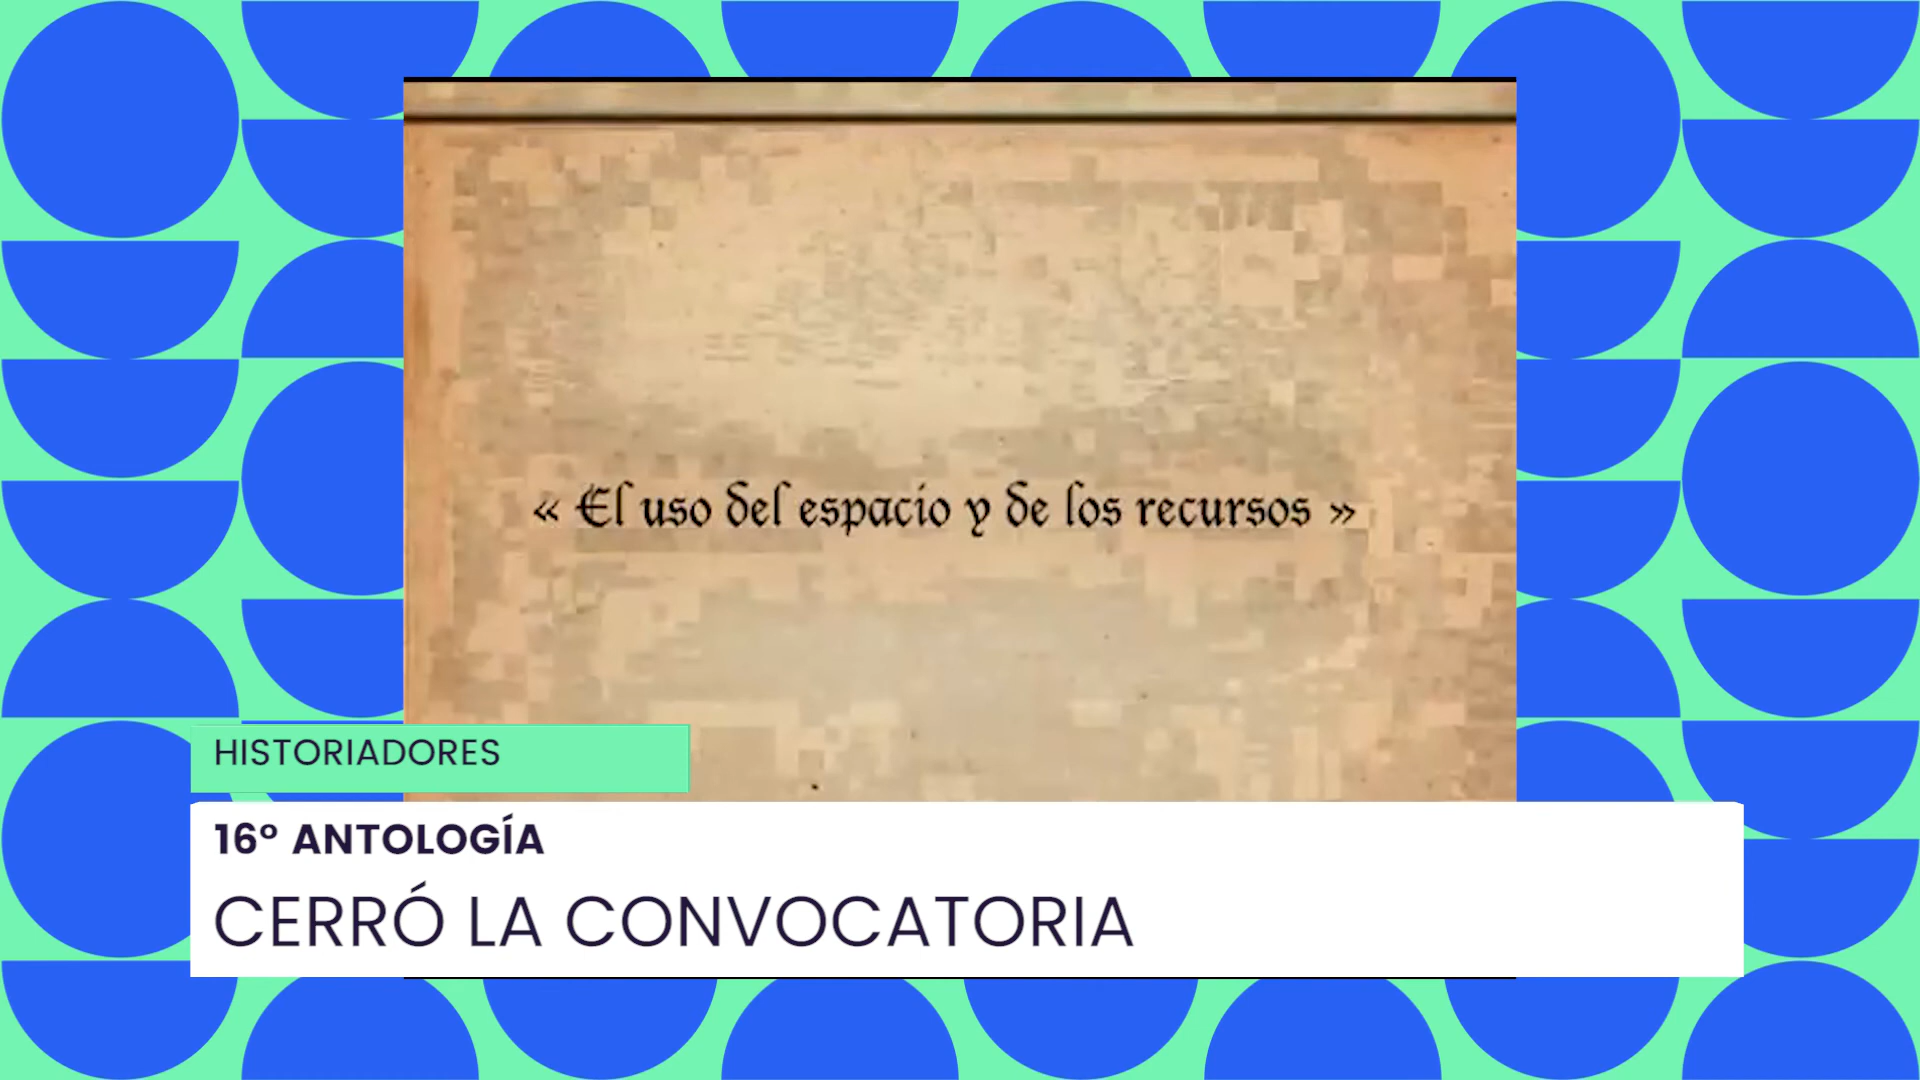 « El uso del espacio y de los recursos »
HISTORIADORES
16° ANTOLOGÍA
CERRÓ LA CONVOCATORIA